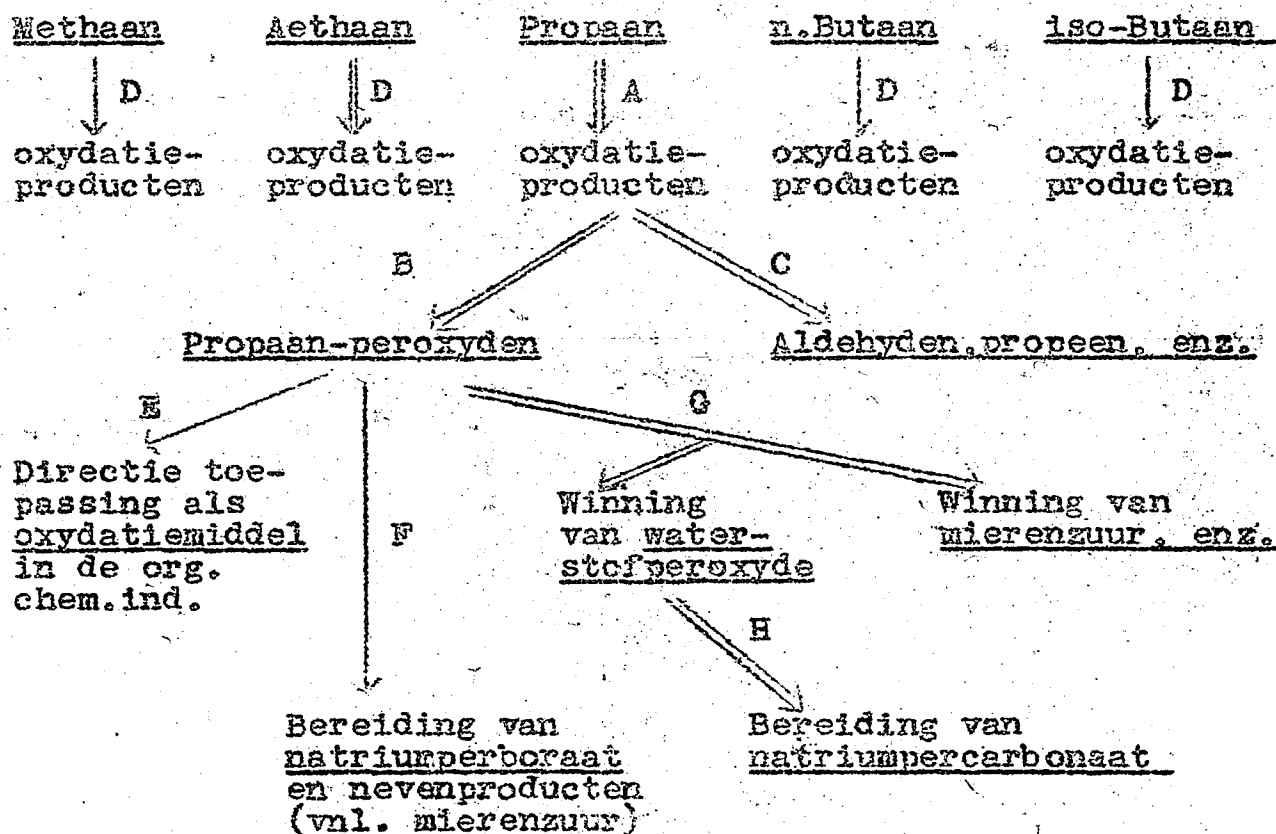 Methaan Aethaan Propaan n.Butaan iso-Butaan
D D A D D
oxydatie- oxydatie- oxydatie- oxydatie- oxydatie-
producten producten producten producten producten
B C
Propaan-peroxyden Aldehyden,propeen, enz.
E G
Directie toe-
passing als
oxydatiemiddel
in de org.
chem.ind.
F
Winning
van water-
stofperoxyde
Winning van
mierenzuur, enz.
H
Bereiding van
natriumperboraat
en nevenproducten
(vnl. mierenzuur)
Bereiding van
natriumpercarbonaat